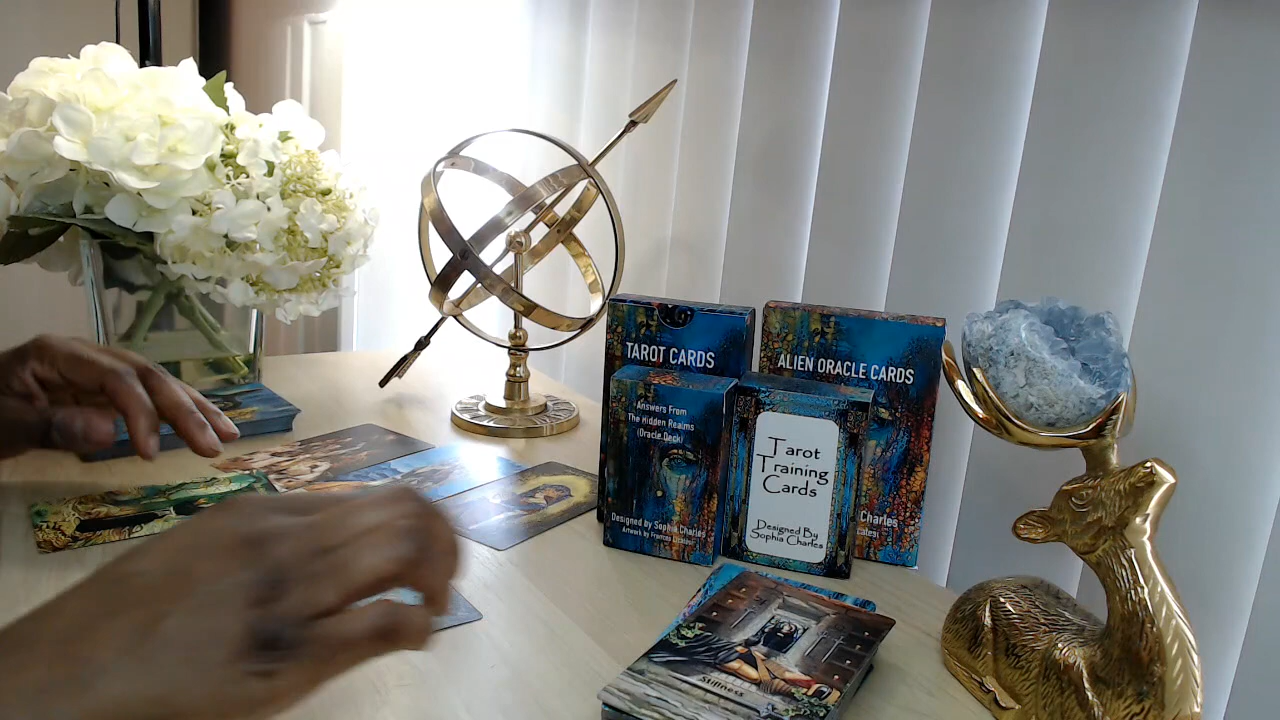 TAROT CARDS
ALIEN ORACLE CARDS
Answers From
The Hidden Realms
(Oracle Deck)
Designed by Sophia Charles
Tarot
Training
Cards
Designed By
Sophia Charles
Charles
Stillness